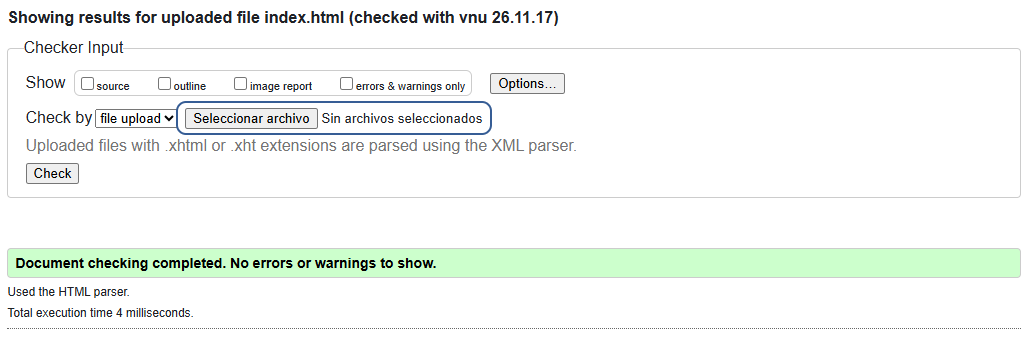 Showing results for uploaded file index.html (checked with vnu 26.11.17)
Checker Input
Show source outline image report errors & warnings only Options...
Check by file upload Seleccionar archivo Sin archivos seleccionados
Uploaded files with .xhtml or .xht extensions are parsed using the XML parser.
Check
Document checking completed. No errors or warnings to show.
Used the HTML parser.
Total execution time 4 milliseconds.